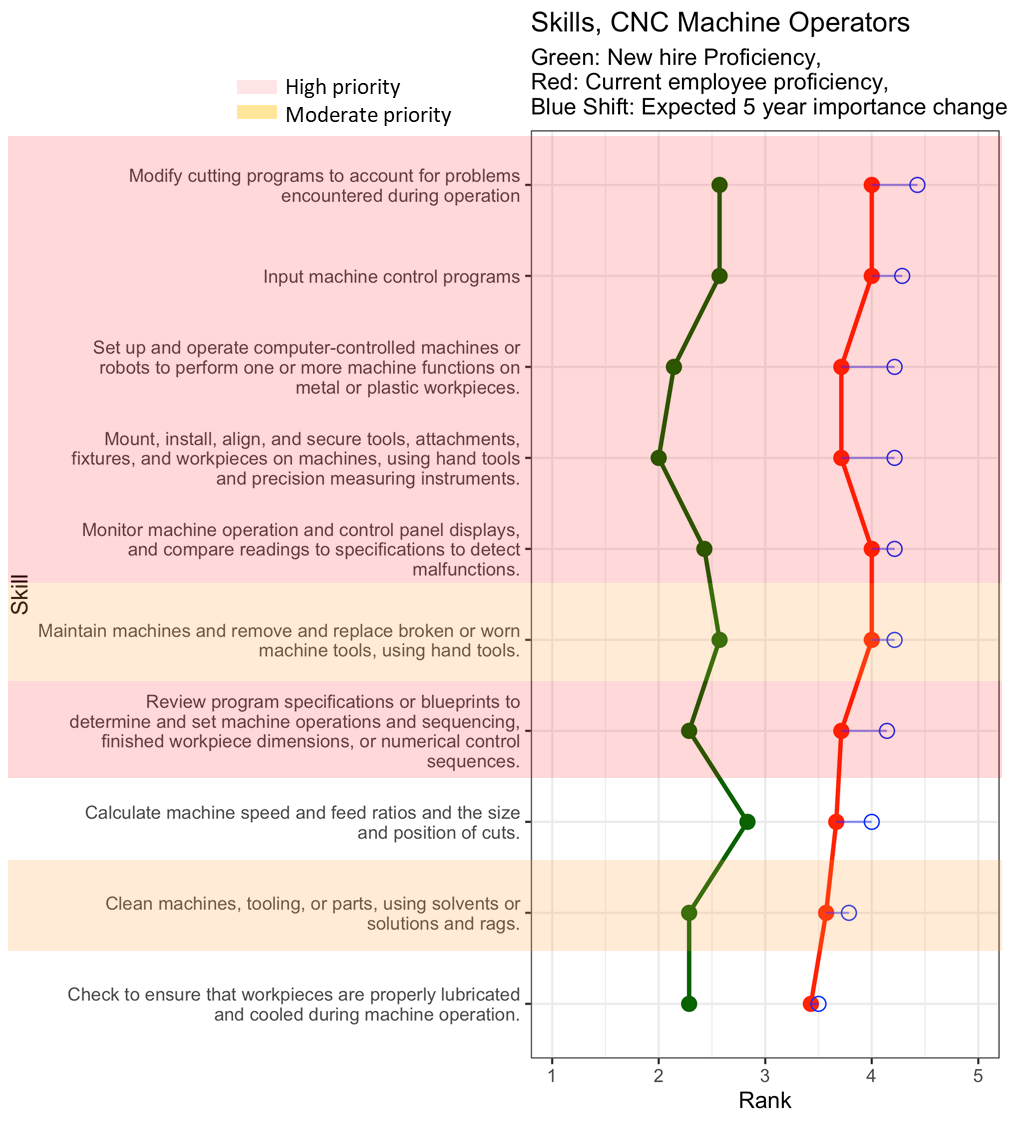 Skills, CNC Machine Operators
Green: New hire Proficiency,
Red: Current employee proficiency,
Blue Shift: Expected 5 year importance change
High priority
Moderate priority
Modify cutting programs to account for problems
encountered during operation
Input machine control programs
Set up and operate computer-controlled machines or
robots to perform one or more machine functions on
metal or plastic workpieces.
Mount, install, align, and secure tools, attachments,
fixtures, and workpieces on machines, using hand tools
and precision measuring instruments.
Monitor machine operation and control panel displays,
and compare readings to specifications to detect
malfunctions.
Skill
Maintain machines and remove and replace broken or worn
machine tools, using hand tools.
Review program specifications or blueprints to
determine and set machine operations and sequencing,
finished workpiece dimensions, or numerical control
sequences.
Calculate machine speed and feed ratios and the size
and position of cuts.
Clean machines, tooling, or parts, using solvents or
solutions and rags.
Check to ensure that workpieces are properly lubricated
and cooled during machine operation.
1 2 3 4 5
Rank